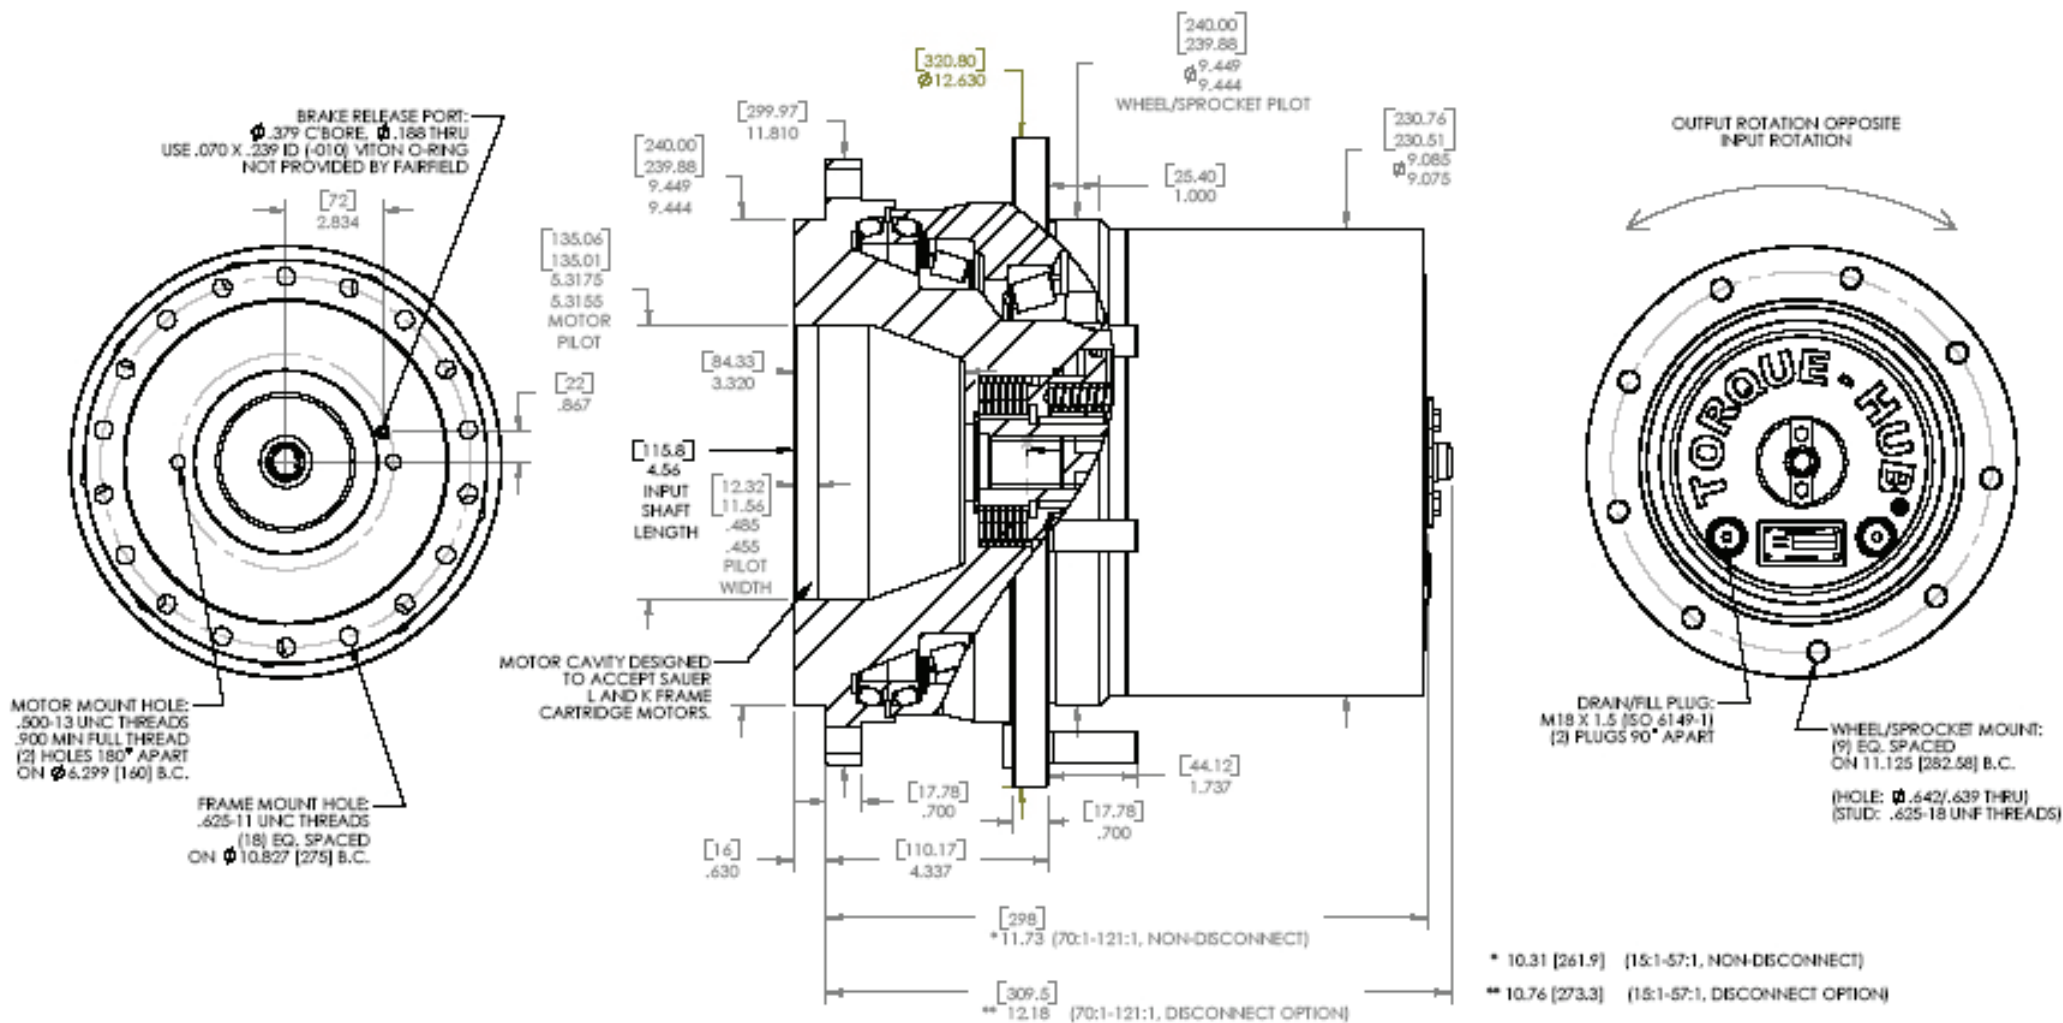 BRAKE RELEASE PORT:
Ø.379 C'BORE, Ø.188 THRU
USE .070 X .239 ID (-010) VITON O-RING
NOT PROVIDED BY FAIRFIELD
[72]
2.834
[22]
.867
MOTOR MOUNT HOLE:
.500-13 UNC THREADS
.900 MIN FULL THREAD
(2) HOLES 180° APART
ON Ø6.299 [160] B.C.
FRAME MOUNT HOLE:
.625-11 UNC THREADS
(18) EQ. SPACED
ON Ø10.827 [275] B.C.
[135.06
135.01]
5.3175
5.3155
MOTOR
PILOT
[240.00
239.88]
9.449
9.444
[299.97]
11.810
[320.80]
Ø12.630
[240.00
239.88]
Ø9.449
9.444
WHEEL/SPROCKET PILOT
[25.40]
1.000
[230.76
230.51]
Ø9.085
9.075
[84.33]
3.320
[115.8]
4.56
INPUT
SHAFT
LENGTH
[12.32
11.56]
.485
.455
PILOT
WIDTH
MOTOR CAVITY DESIGNED
TO ACCEPT SAUER
L AND K FRAME
CARTRIDGE MOTORS.
[17.78]
.700
[44.12]
1.737
[17.78]
.700
[16]
.630
[110.17]
4.337
[298]
*11.73 (70:1-121:1, NON-DISCONNECT)
[309.5]
** 12.18 (70:1-121:1, DISCONNECT OPTION)
OUTPUT ROTATION OPPOSITE
INPUT ROTATION
TORQUE-HUB
DRAIN/FILL PLUG:
M18 X 1.5 (ISO 6149-1)
(2) PLUGS 90° APART
WHEEL/SPROCKET MOUNT:
(9) EQ. SPACED
ON 11.125 [282.58] B.C.
(HOLE: Ø.642/.639 THRU)
(STUD: .625-18 UNF THREADS)
* 10.31 [261.9] (15:1-57:1, NON-DISCONNECT)
** 10.76 [273.3] (15:1-57:1, DISCONNECT OPTION)